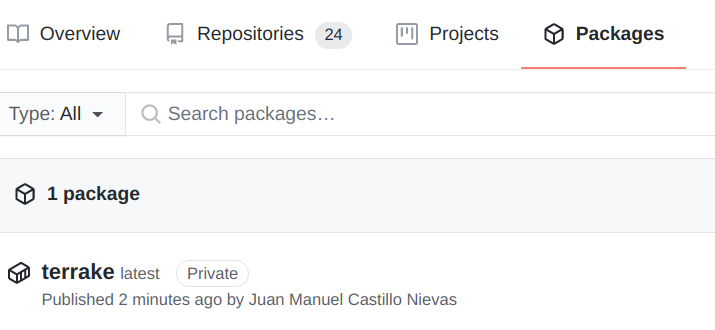 Overview Repositories 24 Projects Packages
Type: All Search packages…
1 package
terrake latest Private
Published 2 minutes ago by Juan Manuel Castillo Nievas